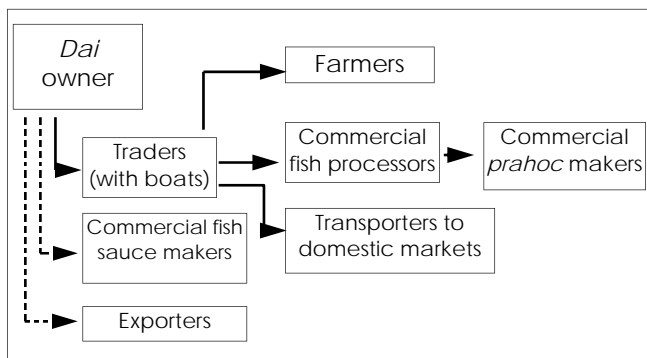 Dai
owner
Farmers
Traders
(with boats)
Commercial
fish processors
Commercial
prahoc makers
Commercial fish
sauce makers
Transporters to
domestic markets
Exporters